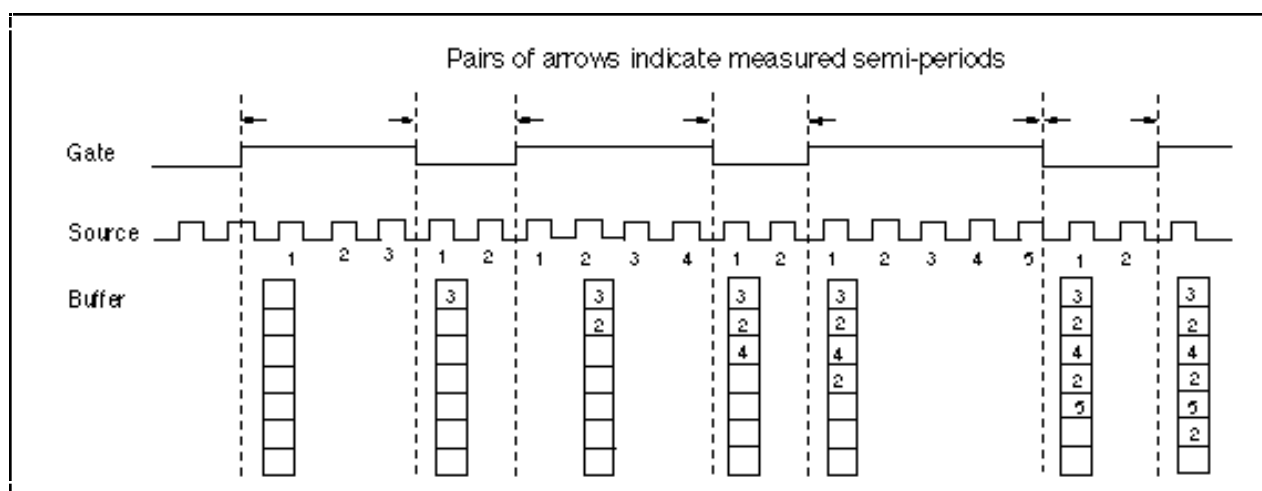 Pairs of arrows indicate measured semi-periods
Gate
Source
1 2 3 1 2 1 2 3 4 1 2 1 2 3 4 5 1 2
Buffer
3 3 3 3 3 3
2 2 2 2 2
4 4 4 4
2 2 2
5 5
2